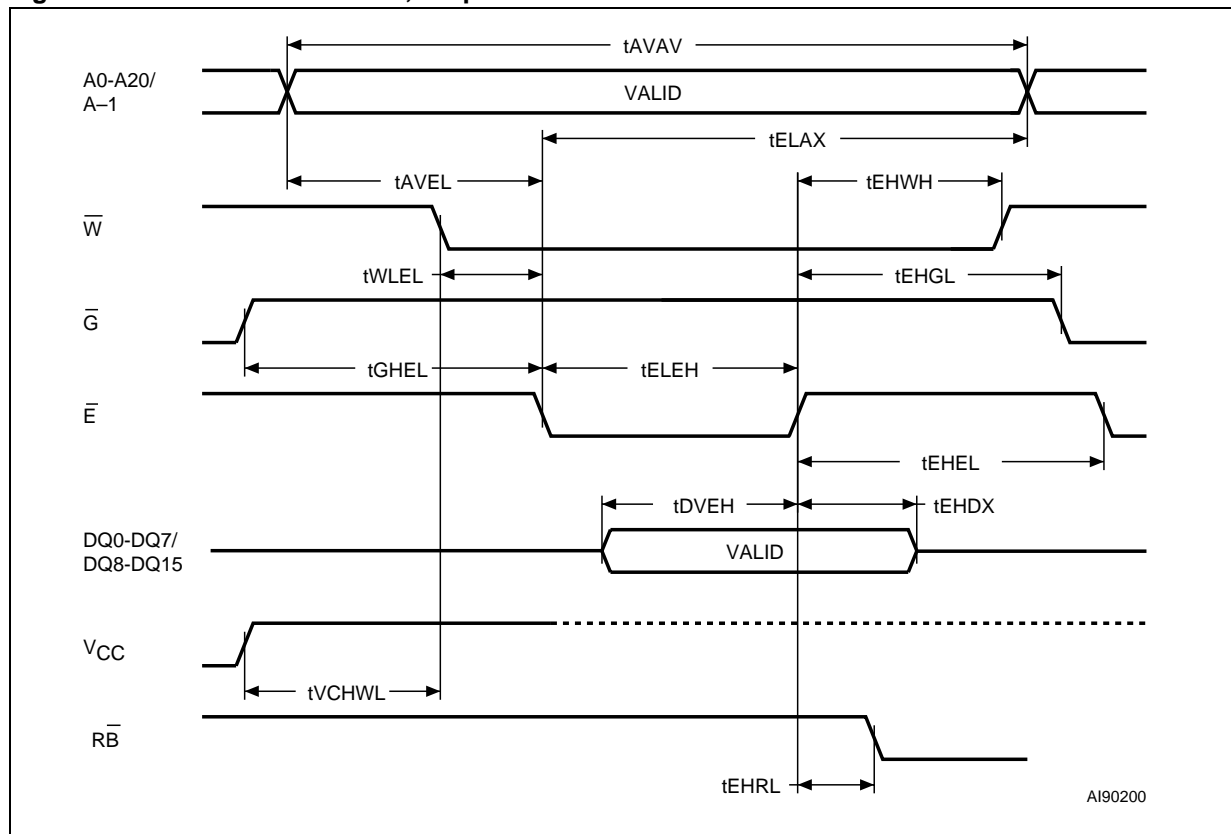 tAVAV
A0-A20/
A–1
VALID
tELAX
tAVEL
tEHWH
W̅
tWLEL
tEHGL
G̅
tGHEL
tELEH
E̅
tEHEL
tDVEH
tEHDX
DQ0-DQ7/
DQ8-DQ15
VALID
VCC
tVCHWL
RB̅
tEHRL
AI90200